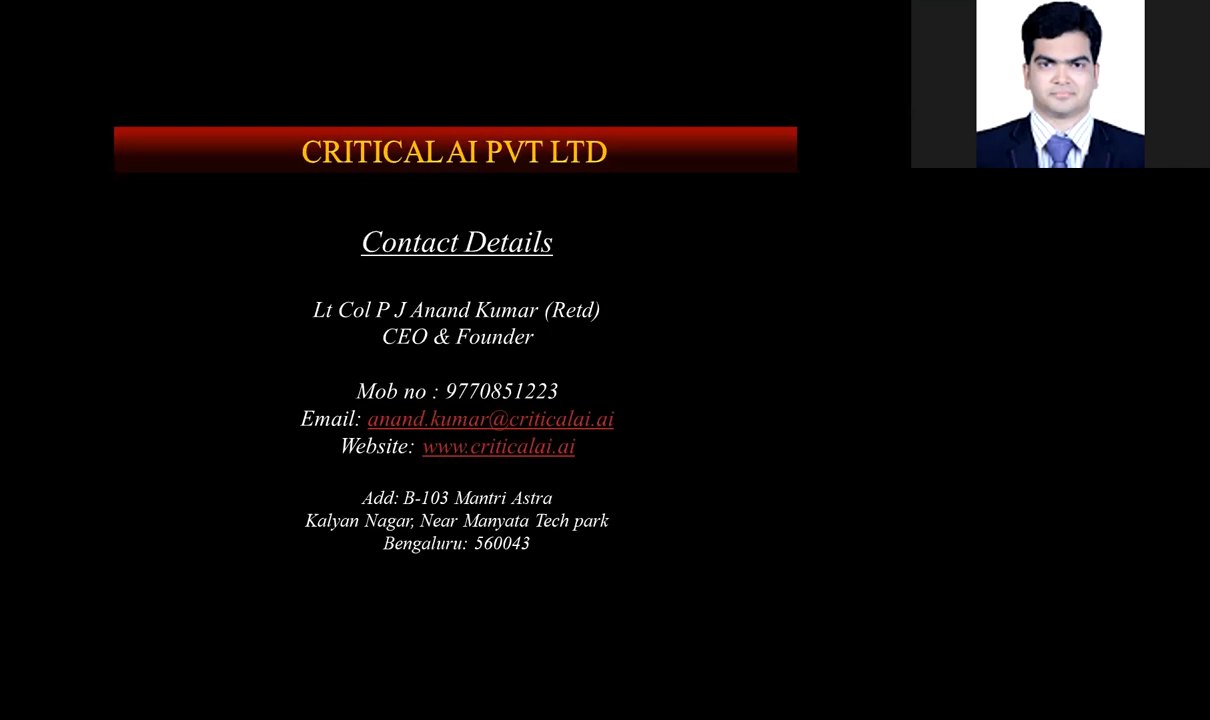 CRITICAL AI PVT LTD
Contact Details
Lt Col P J Anand Kumar (Retd)
CEO & Founder
Mob no : 9770851223
Email: anand.kumar@criticalai.ai
Website: www.criticalai.ai
Add: B-103 Mantri Astra
Kalyan Nagar, Near Manyata Tech park
Bengaluru: 560043